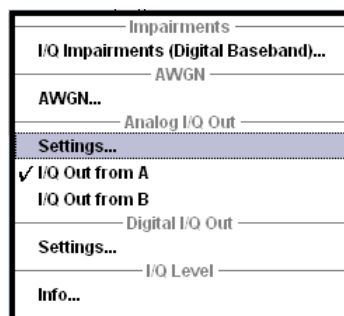 Impairments
I/Q Impairments (Digital Baseband)...
AWGN
AWGN...
Analog I/Q Out
Settings...
✓ I/Q Out from A
I/Q Out from B
Digital I/Q Out
Settings...
I/Q Level
Info...